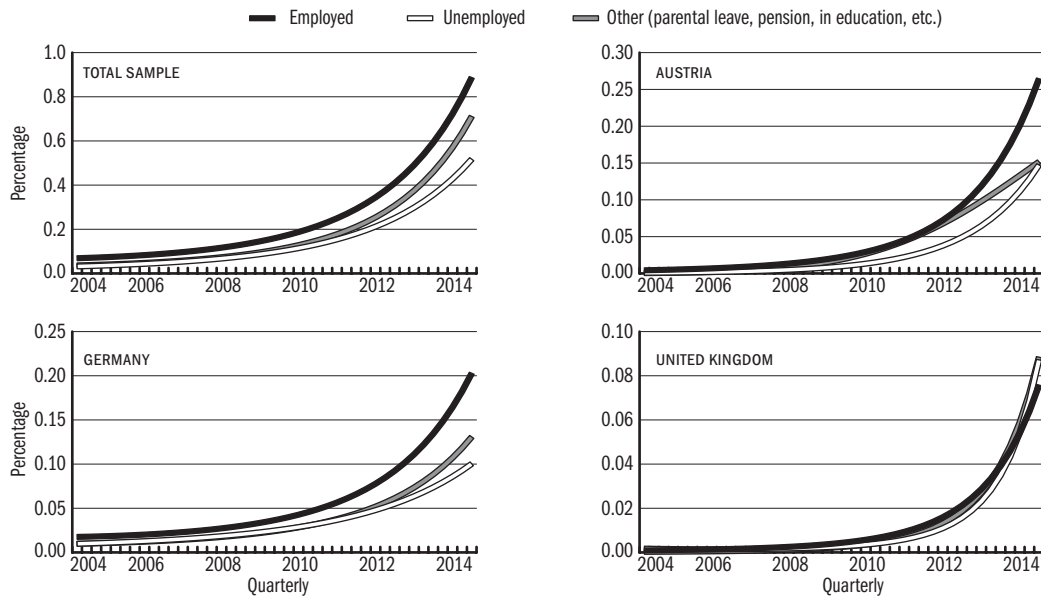 Employed Unemployed Other (parental leave, pension, in education, etc.)
TOTAL SAMPLE
Percentage
1.0
0.8
0.6
0.4
0.2
0.0
2004 2006 2008 2010 2012 2014
AUSTRIA
0.30
0.25
0.20
0.15
0.10
0.05
0.00
2004 2006 2008 2010 2012 2014
GERMANY
Percentage
0.25
0.20
0.15
0.10
0.05
0.00
2004 2006 2008 2010 2012 2014
Quarterly
UNITED KINGDOM
0.10
0.08
0.06
0.04
0.02
0.00
2004 2006 2008 2010 2012 2014
Quarterly